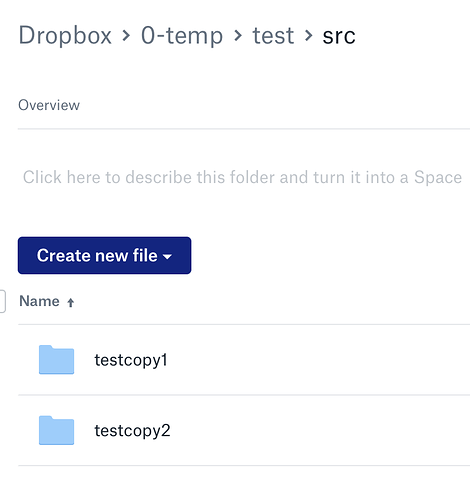 Dropbox > 0-temp > test > src
Overview
Click here to describe this folder and turn it into a Space
Create new file
Name
testcopy1
testcopy2